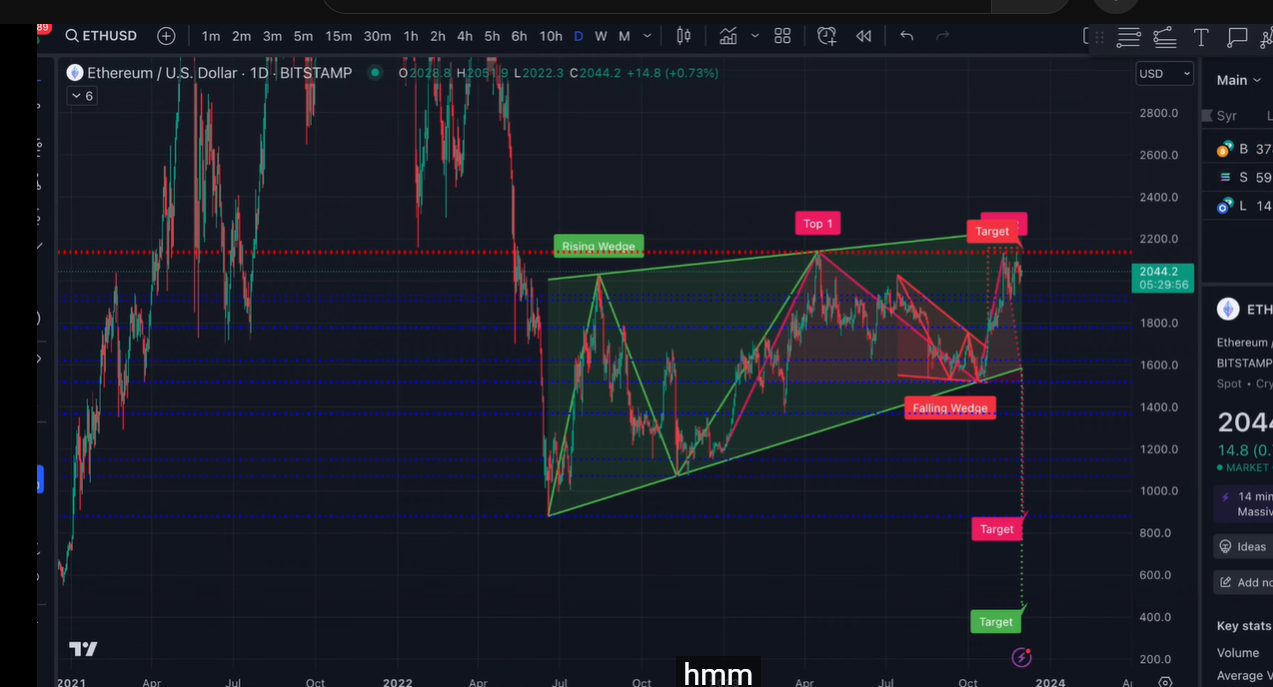 89
ETHUSD 1m 2m 3m 5m 15m 30m 1h 2h 4h 5h 6h 10h D W M
Ethereum / U.S. Dollar · 1D · BITSTAMP O2028.8 H2051.9 L2022.3 C2044.2 +14.8 (+0.73%)
6
USD
Main
Syr L
2800.0
B 37
2600.0
S 59
2400.0
L 14
Top 1
Target
2200.0
Rising Wedge
2044.2
05:29:56
ETH
1800.0
Ethereum /
1600.0
BITSTAMP
Spot • Cry
Falling Wedge
1400.0
2044
1200.0
14.8 (0.
MARKET
1000.0
14 min
Massiv
Target
800.0
Ideas
600.0
Add no
Target
400.0
Key stats
200.0
Volume
hmm
Average V
2021 Apr Jul Oct 2022 Apr Jul Oct Apr Jul Oct 2024